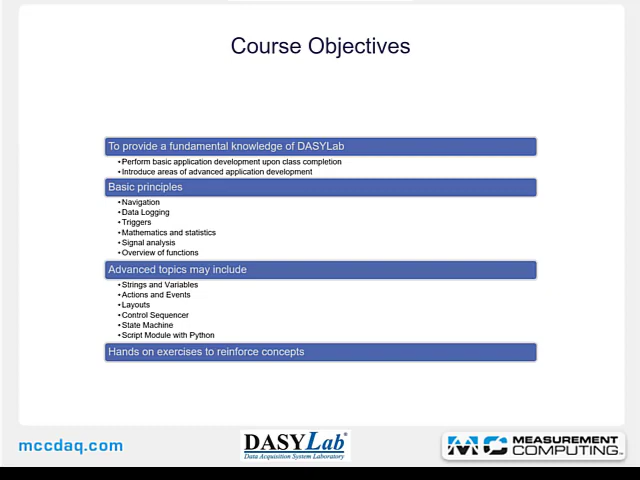 Course Objectives
To provide a fundamental knowledge of DASYLab
•Perform basic application development upon class completion
•Introduce areas of advanced application development
Basic principles
•Navigation
•Data Logging
•Triggers
•Mathematics and statistics
•Signal analysis
•Overview of functions
Advanced topics may include
•Strings and Variables
•Actions and Events
•Layouts
•Control Sequencer
•State Machine
•Script Module with Python
Hands on exercises to reinforce concepts
mccdaq.com
DASYLab®
Data Acquisition System Laboratory
MC MEASUREMENT
COMPUTING™